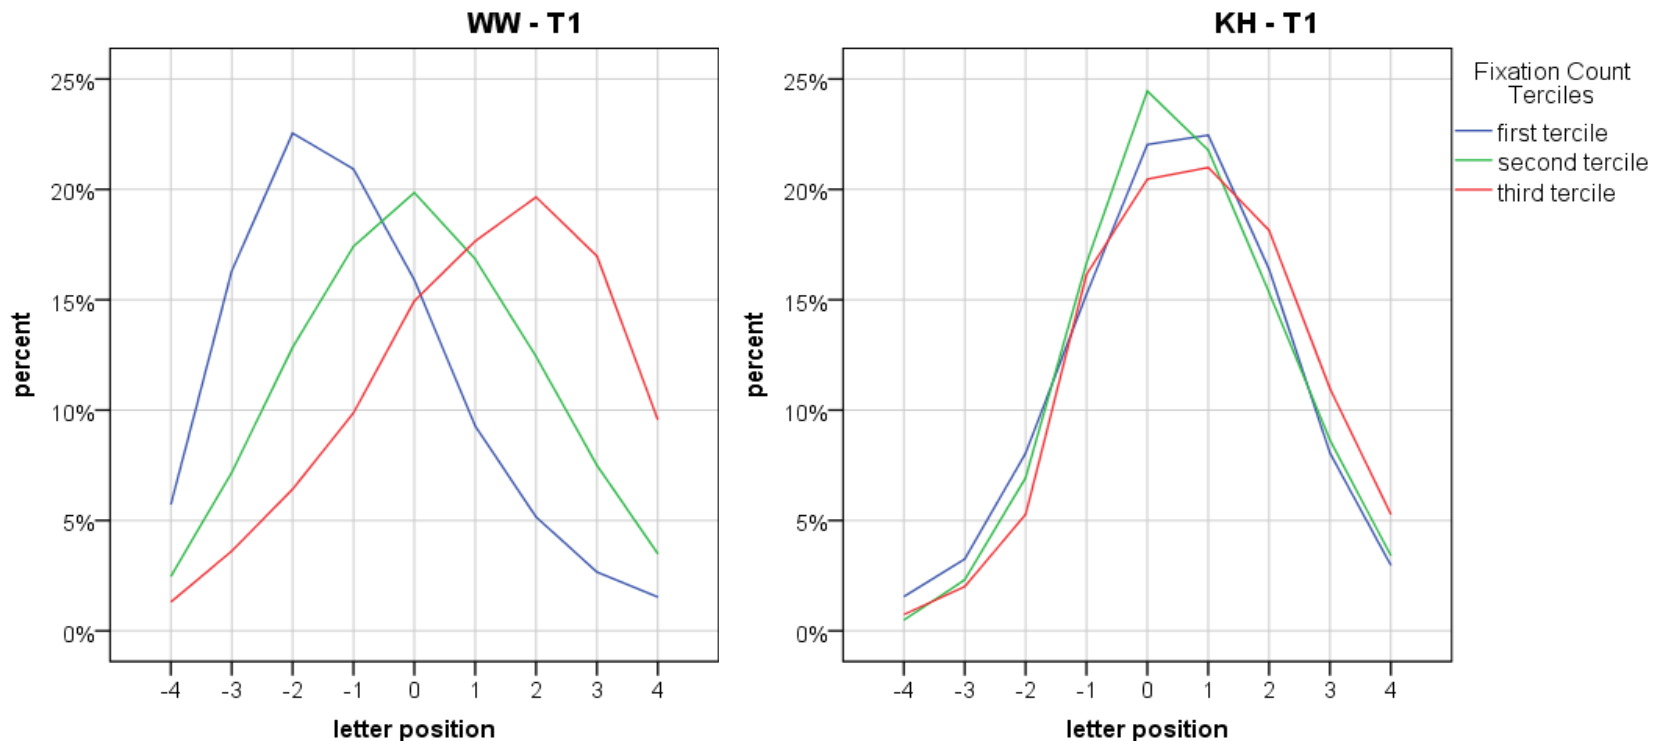 WW - T1
25%
20%
15%
10%
5%
0%
percent
-4 -3 -2 -1 0 1 2 3 4
letter position
KH - T1
25%
20%
15%
10%
5%
0%
percent
-4 -3 -2 -1 0 1 2 3 4
letter position
Fixation Count
Terciles
first tercile
second tercile
third tercile